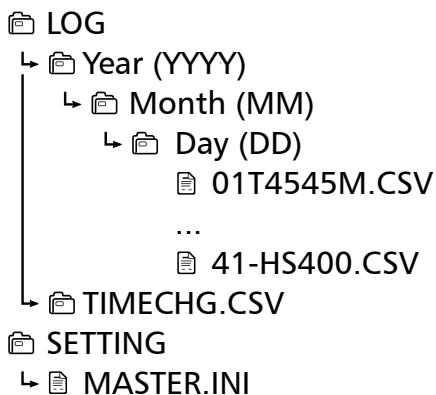 LOG
Year (YYYY)
Month (MM)
Day (DD)
01T4545M.CSV
...
41-HS400.CSV
TIMECHG.CSV
SETTING
MASTER.INI